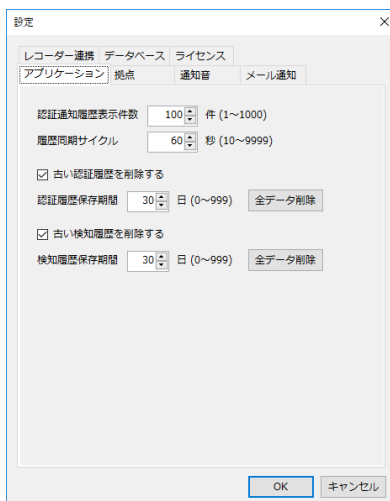 設定
レコーダー連携 データベース ライセンス
アプリケーション 拠点 通知音 メール通知
認証通知履歴表示件数 100 件 (1～1000)
履歴同期サイクル 60 秒 (10～9999)
古い認証履歴を削除する
認証履歴保存期間 30 日 (0～999) 全データ削除
古い検知履歴を削除する
検知履歴保存期間 30 日 (0～999) 全データ削除
OK キャンセル